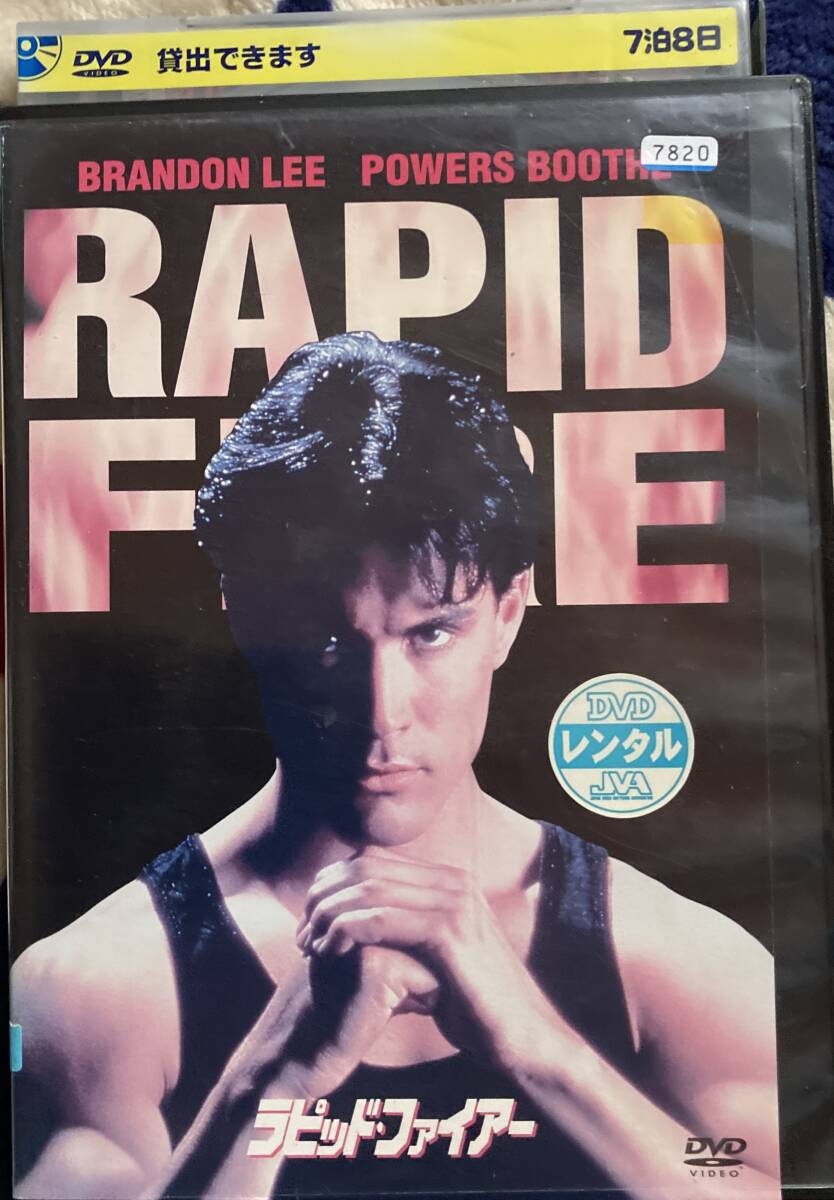 DVD
VIDEO
貸出できます
7泊8日
7820
BRANDON LEE POWERS BOOTHE
RAPID
FIRE
DVD
レンタル
JVA
ラピッド・ファイアー
DVD
VIDEO